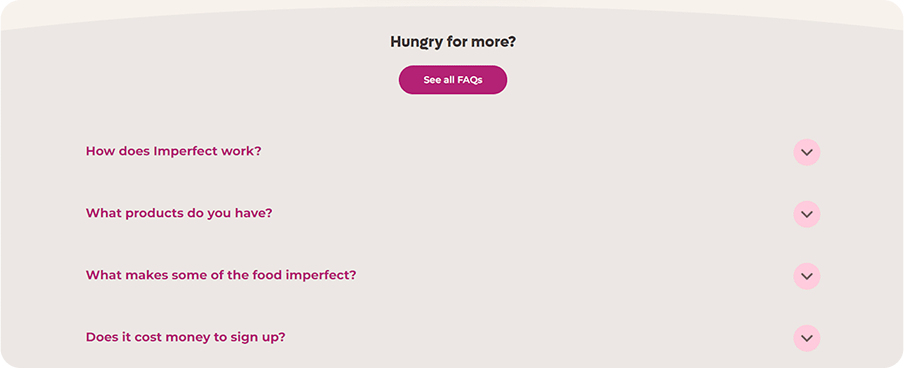 Hungry for more?
See all FAQs
How does Imperfect work?
What products do you have?
What makes some of the food imperfect?
Does it cost money to sign up?